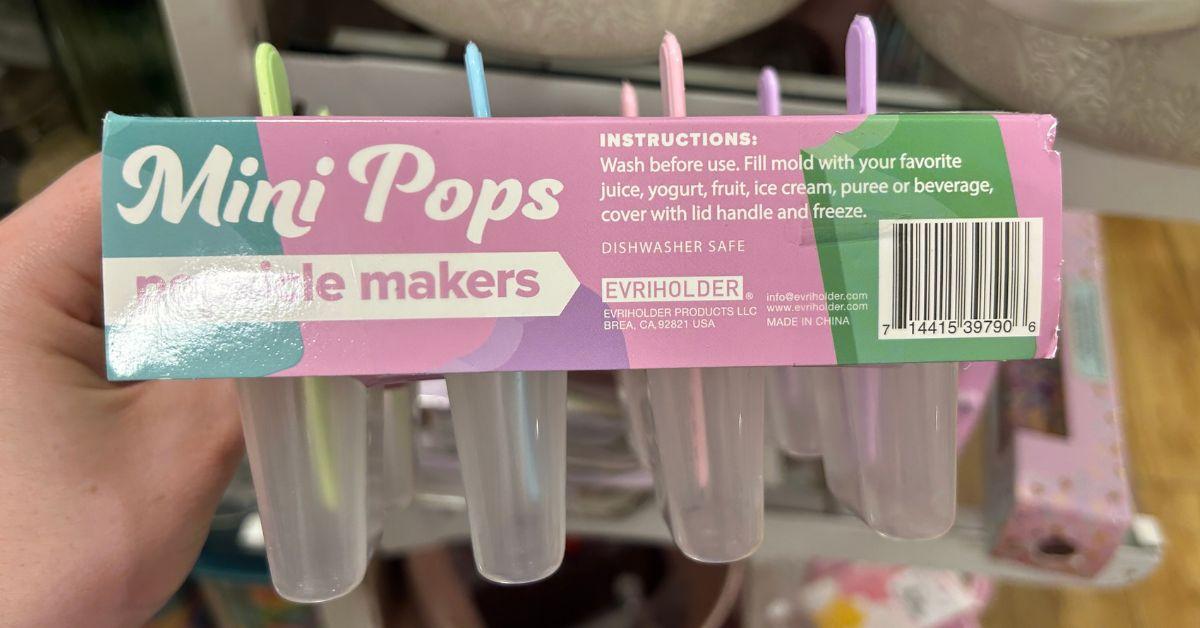 Mini Pops
popsicle makers
INSTRUCTIONS:
Wash before use. Fill mold with your favorite
juice, yogurt, fruit, ice cream, puree or beverage,
cover with lid handle and freeze.
DISHWASHER SAFE
EVRIHOLDER®
EVRIHOLDER PRODUCTS LLC
BREA, CA.92821 USA
info@evriholder.com
www.evriholder.com
MADE IN CHINA
7 14415 39790 6